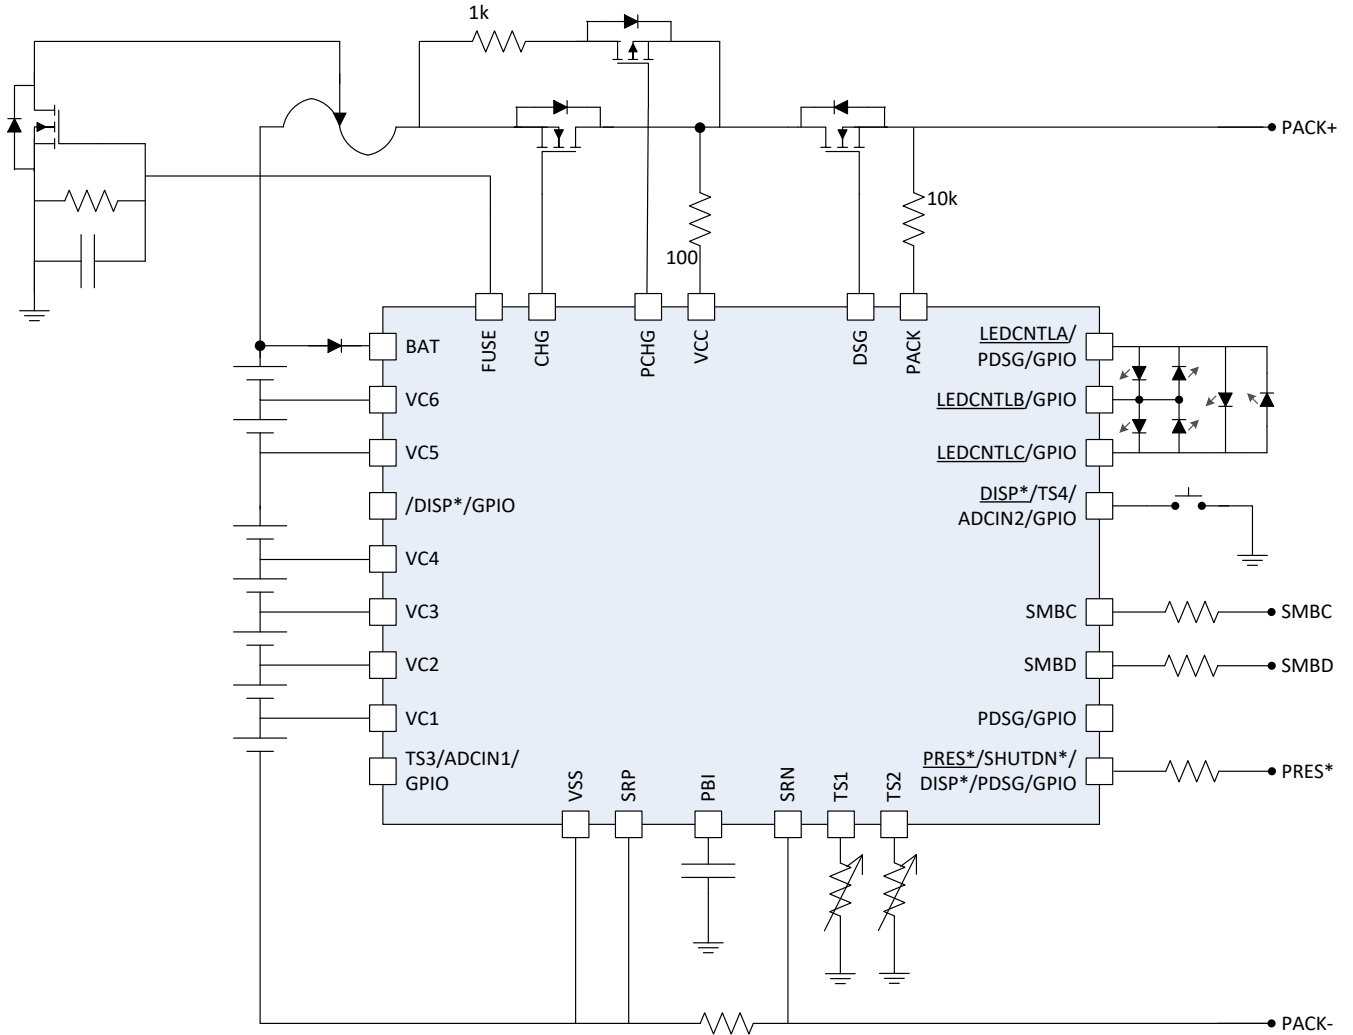 1k
PACK+
10k
100
FUSE
CHG
PCHG
VCC
DSG
PACK
BAT
VC6
VC5
/DISP*/GPIO
VC4
VC3
VC2
VC1
TS3/ADCIN1/
GPIO
LEDCNTLA/
PDSG/GPIO
LEDCNTLB/GPIO
LEDCNTLC/GPIO
DISP*/TS4/
ADCIN2/GPIO
SMBC
SMBC
SMBD
SMBD
PDSG/GPIO
PRES*/SHUTDN*/
DISP*/PDSG/GPIO
PRES*
VSS
SRP
PBI
SRN
TS1
TS2
PACK-